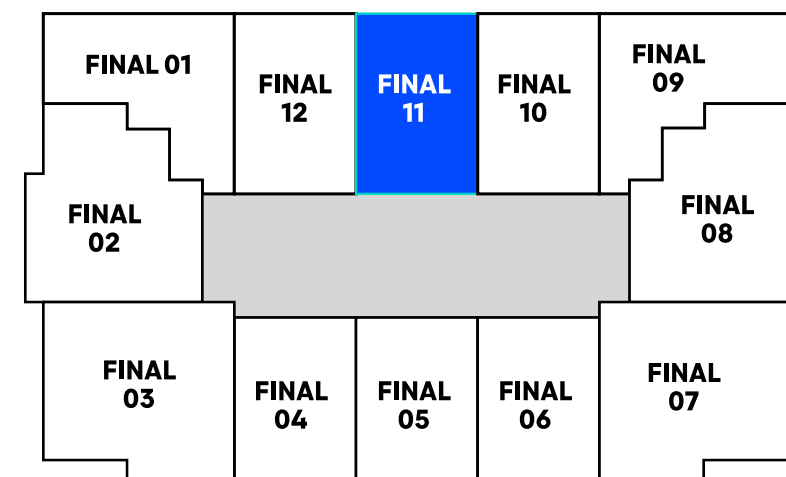 FINAL 01
FINAL
12
FINAL
11
FINAL
10
FINAL
09
FINAL
02
FINAL
08
FINAL
03
FINAL
04
FINAL
05
FINAL
06
FINAL
07